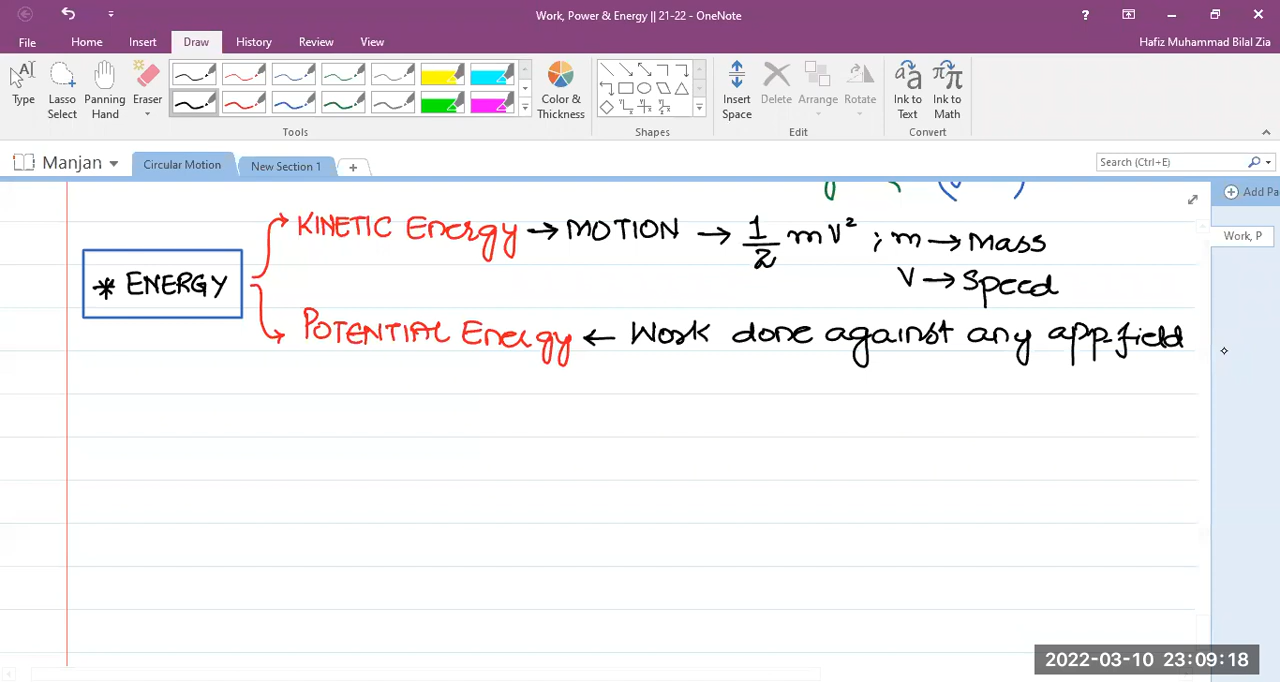 Work, Power & Energy || 21-22 - OneNote
?
File Home Insert Draw History Review View
Hafiz Muhammad Bilal Zia
Type
Lasso Select
Panning Hand
Eraser
Color & Thickness
Insert Space
Delete
Arrange
Rotate
Ink to Text
Ink to Math
Tools
Shapes
Edit
Convert
Manjan
Circular Motion
New Section 1
Search (Ctrl+E)
Add Pa
Work, P
KINETIC Energy → MOTION → 1/2 mV² ; m → Mass
V → Speed
* ENERGY
POTENTIAL Energy ← Work done against any app. field
2022-03-10 23:09:18